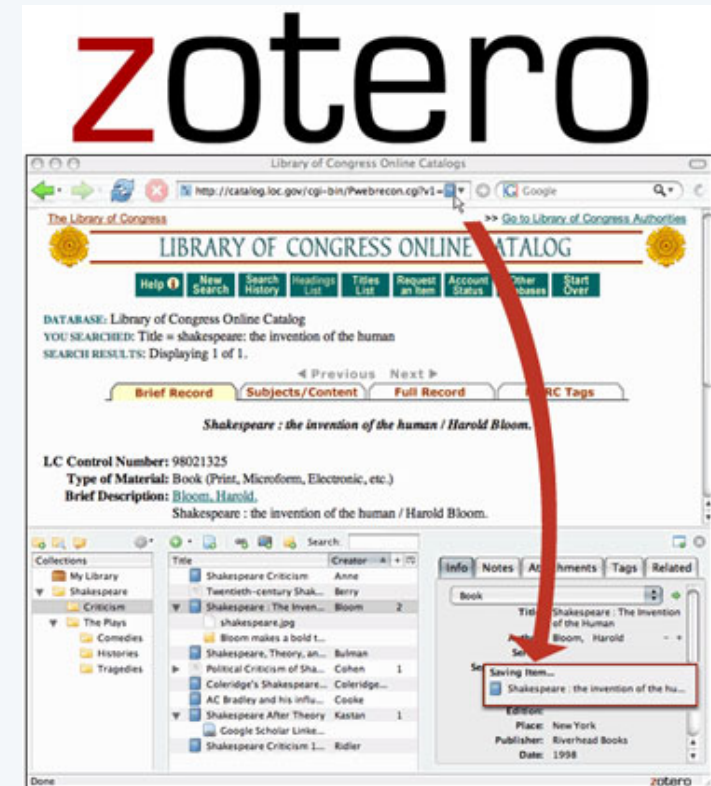 zotero
Library of Congress Online Catalogs
http://catalog.loc.gov/cgi-bin/Pwebrecon.cgi?v1= Google
The Library of Congress >> Go to Library of Congress Authorities
LIBRARY OF CONGRESS ONLINE CATALOG
Help New Search Search History Headings List Titles List Request an Item Account Status Other Start Over
DATABASE: Library of Congress Online Catalog
YOU SEARCHED: Title = shakespeare: the invention of the human
SEARCH RESULTS: Displaying 1 of 1.
Previous Next
Brief Record Subjects/Content Full Record Tags
Shakespeare : the invention of the human / Harold Bloom.
LC Control Number: 98021325
Type of Material: Book (Print, Microform, Electronic, etc.)
Brief Description: Bloom, Harold.
Shakespeare : the invention of the human / Harold Bloom.
Search:
Collections Title Creator Info Notes Tags Related
My Library Shakespeare Criticism Anne
Shakespeare Twentieth-century Shak... Berry Book
Criticism Shakespeare : The Inven... Bloom 2 Shakespeare : The Invention
The Plays shakespeare.jpg of the Human
Comedies Bloom makes a bold t... Bloom, Harold
Histories Shakespeare, Theory, an... Bulman
Tragedies Political Criticism of Sha... Cohen 1 Saving Item...
Coleridge's Shakespeare... Coleridge... Shakespeare : the invention of the hu...
AC Bradley and his influ... Cooke Edition:
Shakespeare After Theory Kastan 1 Place: New York
Google Scholar Linke... Publisher: Riverhead Books
Shakespeare Criticism 1... Ridler Date: 1998
Done zotero